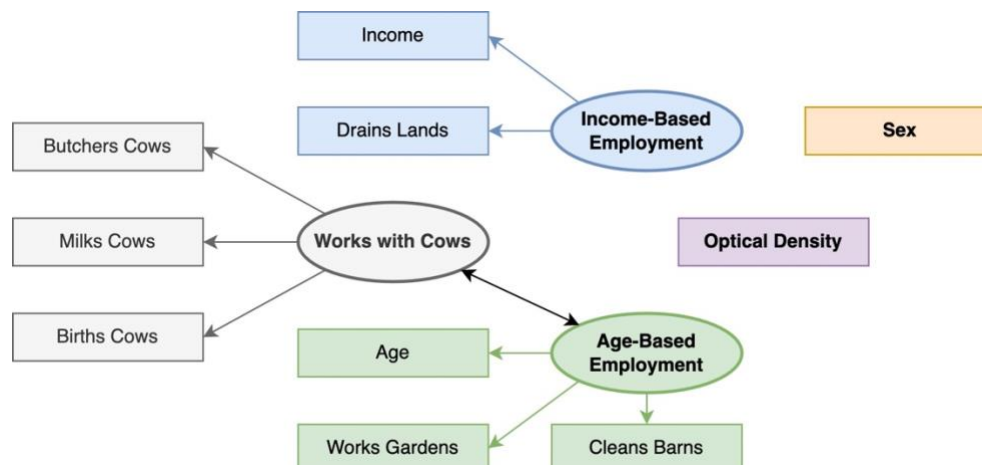 Income
Drains Lands
Income-Based
Employment
Sex
Butchers Cows
Milks Cows
Works with Cows
Optical Density
Births Cows
Age
Age-Based
Employment
Works Gardens
Cleans Barns